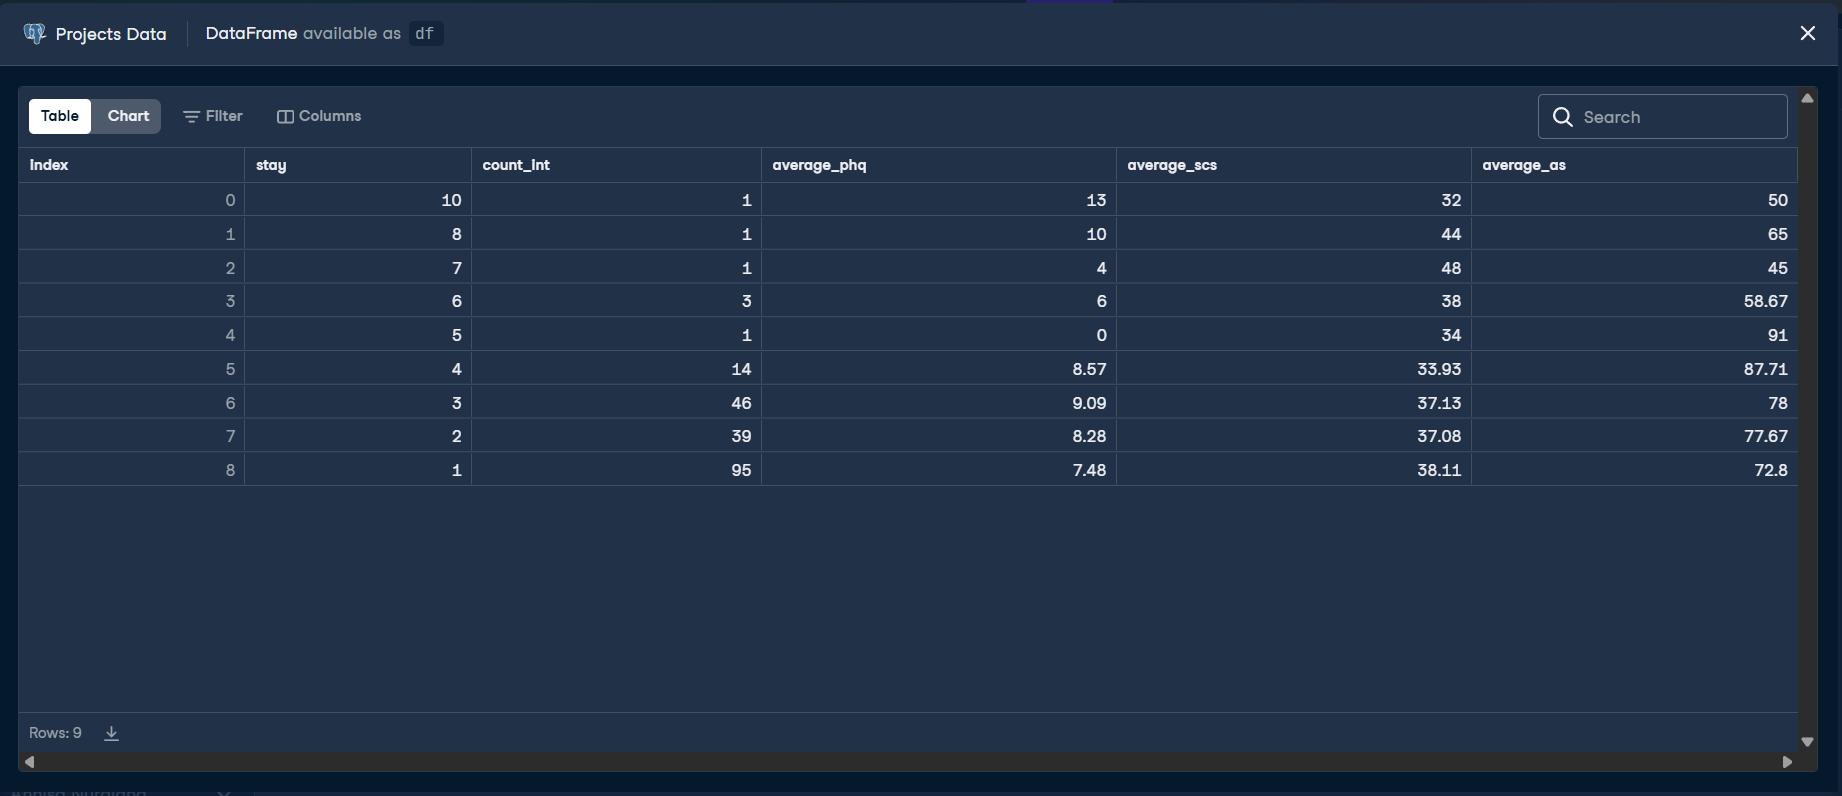 Projects Data DataFrame available as df
Table Chart Filter Columns Search
index stay count_int average_phq average_scs average_as
0 10 1 13 32 50
1 8 1 10 44 65
2 7 1 4 48 45
3 6 3 6 38 58.67
4 5 1 0 34 91
5 4 14 8.57 33.93 87.71
6 3 46 9.09 37.13 78
7 2 39 8.28 37.08 77.67
8 1 95 7.48 38.11 72.8
Rows: 9